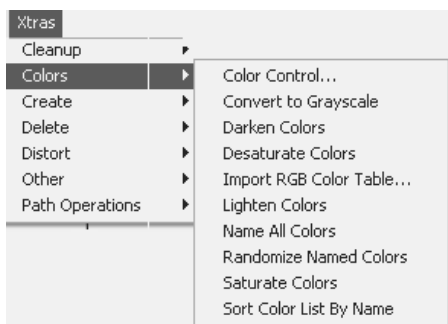 Xtras
Cleanup
Colors
Create
Delete
Distort
Other
Path Operations
Color Control...
Convert to Grayscale
Darken Colors
Desaturate Colors
Import RGB Color Table...
Lighten Colors
Name All Colors
Randomize Named Colors
Saturate Colors
Sort Color List By Name